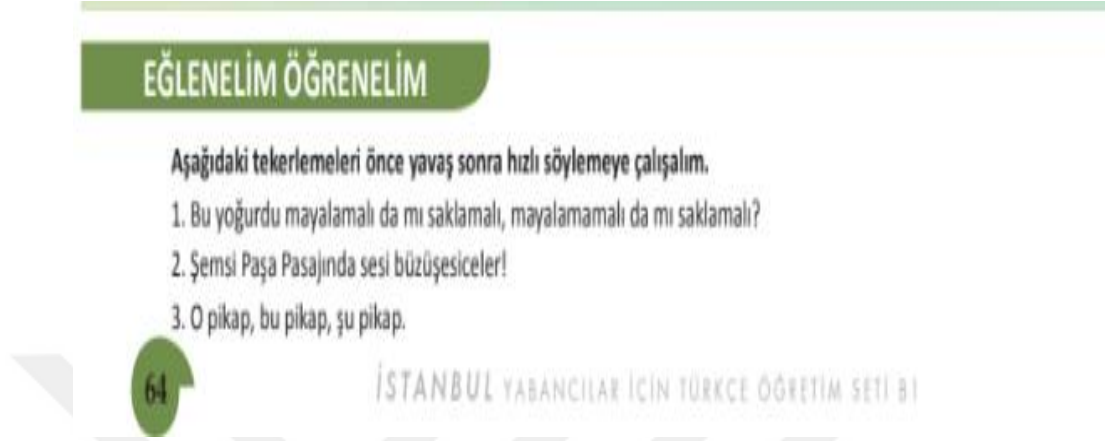 EĞLENELİM ÖĞRENELİM
Aşağıdaki tekerlemeleri önce yavaş sonra hızlı söylemeye çalışalım.
1. Bu yoğurdu mayalamalı da mı saklamalı, mayalamamalı da mı saklamalı?
2. Şemsi Paşa Pasajında sesi büzüşesiceler!
3. O pikap, bu pikap, şu pikap.
64 İSTANBUL YABANCILAR İÇİN TÜRKÇE ÖĞRETİM SETİ B1